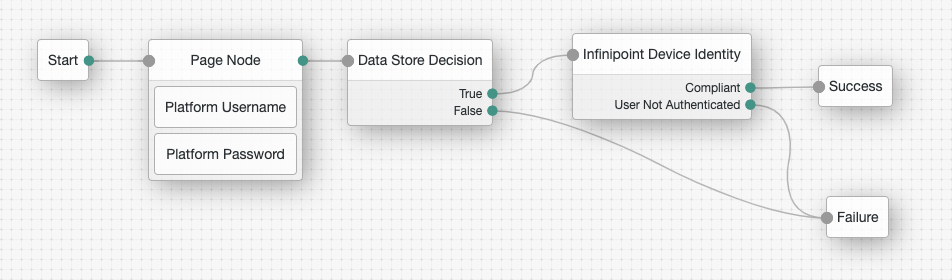 Start
Page Node
Platform Username
Platform Password
Data Store Decision
True
False
Infinipoint Device Identity
Compliant
User Not Authenticated
Success
Failure